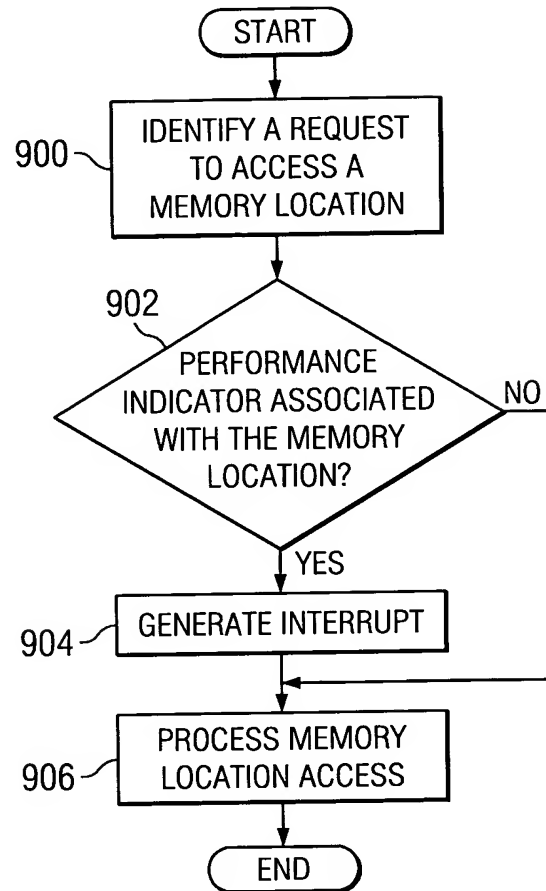 START
900
IDENTIFY A REQUEST
TO ACCESS A
MEMORY LOCATION
902
PERFORMANCE
INDICATOR ASSOCIATED
WITH THE MEMORY
LOCATION?
NO
YES
904
GENERATE INTERRUPT
906
PROCESS MEMORY
LOCATION ACCESS
END